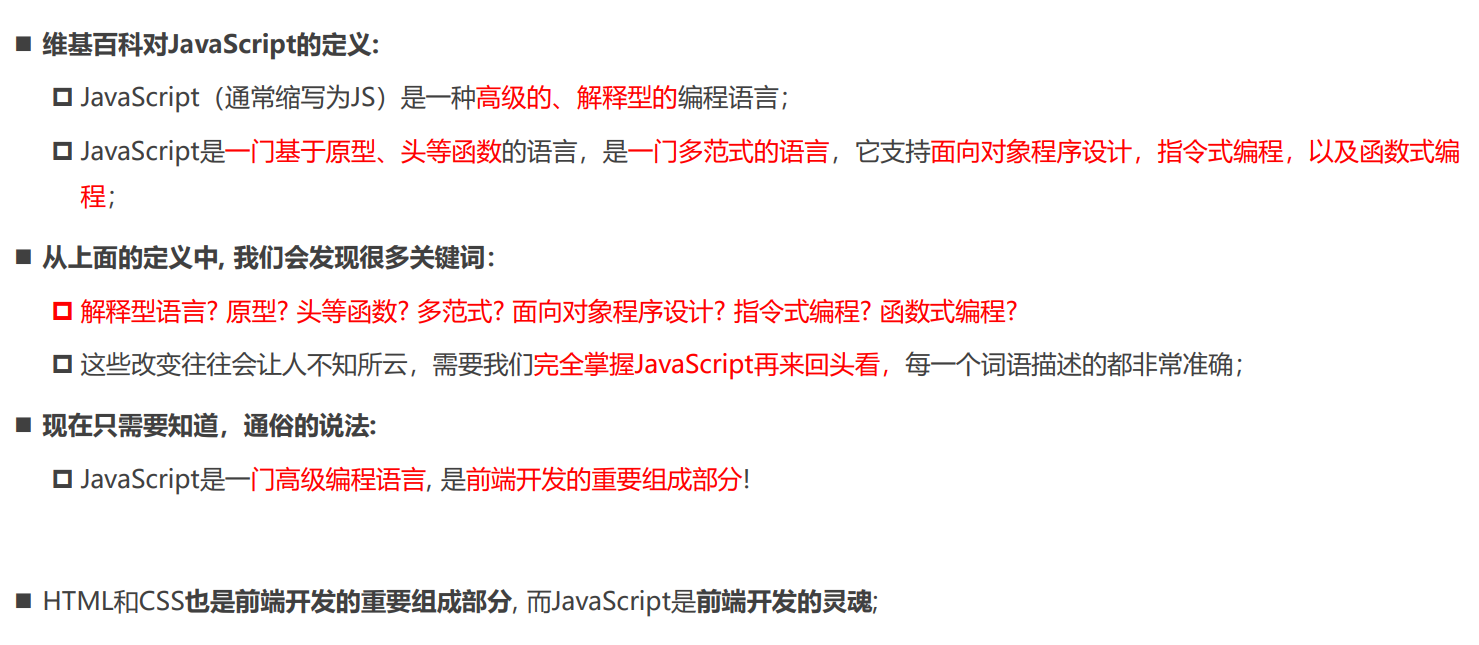 ■ 维基百科对JavaScript的定义:
JavaScript（通常缩写为JS）是一种高级的、解释型的编程语言；
JavaScript是一门基于原型、头等函数的语言，是一门多范式的语言，它支持面向对象程序设计，指令式编程，以及函数式编
程；
■ 从上面的定义中, 我们会发现很多关键词：
解释型语言? 原型? 头等函数? 多范式? 面向对象程序设计? 指令式编程? 函数式编程?
这些改变往往会让人不知所云，需要我们完全掌握JavaScript再来回头看，每一个词语描述的都非常准确；
■ 现在只需要知道，通俗的说法:
JavaScript是一门高级编程语言, 是前端开发的重要组成部分!
■ HTML和CSS也是前端开发的重要组成部分, 而JavaScript是前端开发的灵魂;